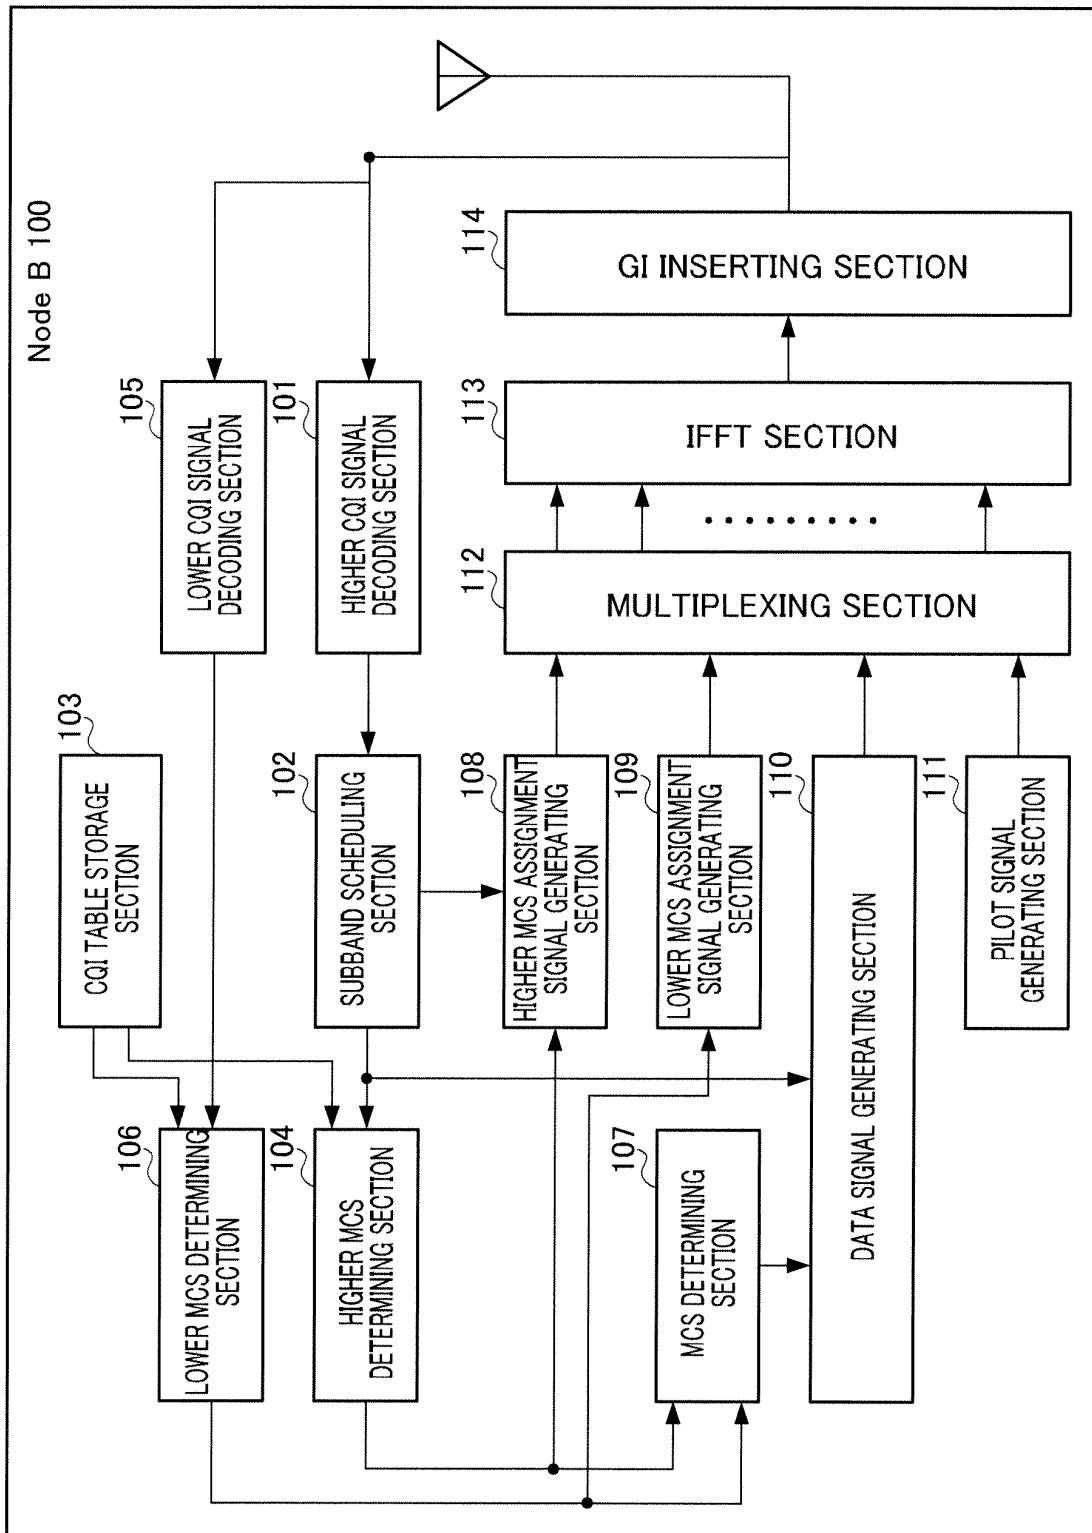 Node B 100
105
LOWER CQI SIGNAL
DECODING SECTION
101
HIGHER CQI SIGNAL
DECODING SECTION
114
GI INSERTING SECTION
113
IFFT SECTION
112
MULTIPLEXING SECTION
103
CQI TABLE STORAGE
SECTION
102
SUBBAND SCHEDULING
SECTION
108
HIGHER MCS ASSIGNMENT
SIGNAL GENERATING
SECTION
109
LOWER MCS ASSIGNMENT
SIGNAL GENERATING
SECTION
110
DATA SIGNAL GENERATING SECTION
111
PILOT SIGNAL
GENERATING SECTION
106
LOWER MCS DETERMINING
SECTION
104
HIGHER MCS
DETERMINING SECTION
107
MCS DETERMINING
SECTION